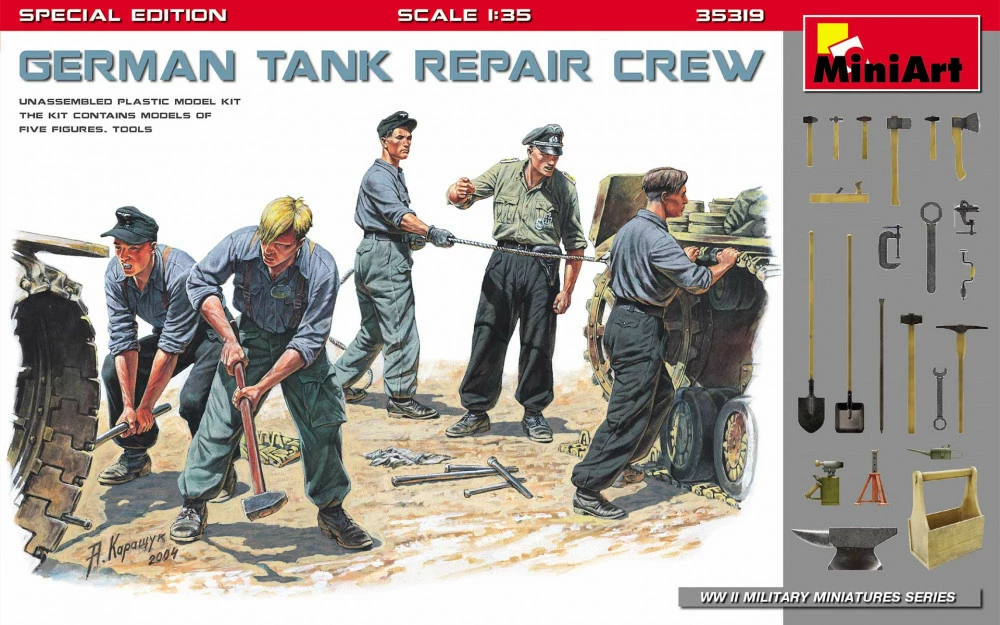 SPECIAL EDITION
SCALE 1:35
35319
GERMAN TANK REPAIR CREW
MiniArt
UNASSEMBLED PLASTIC MODEL KIT
THE KIT CONTAINS MODELS OF
FIVE FIGURES. TOOLS
А. Каращук
2004
WW II MILITARY MINIATURES SERIES